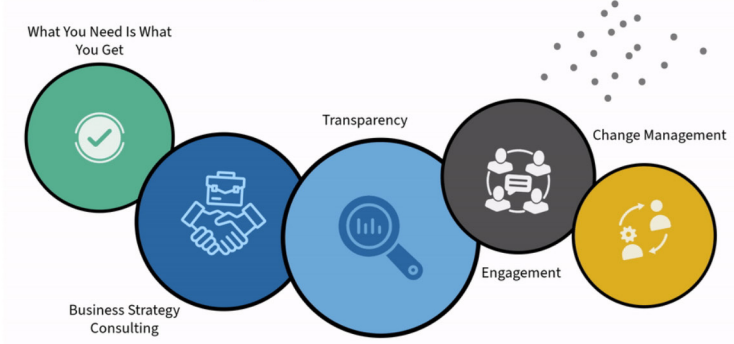 What You Need Is What
You Get
Transparency
Change Management
Engagement
Business Strategy
Consulting